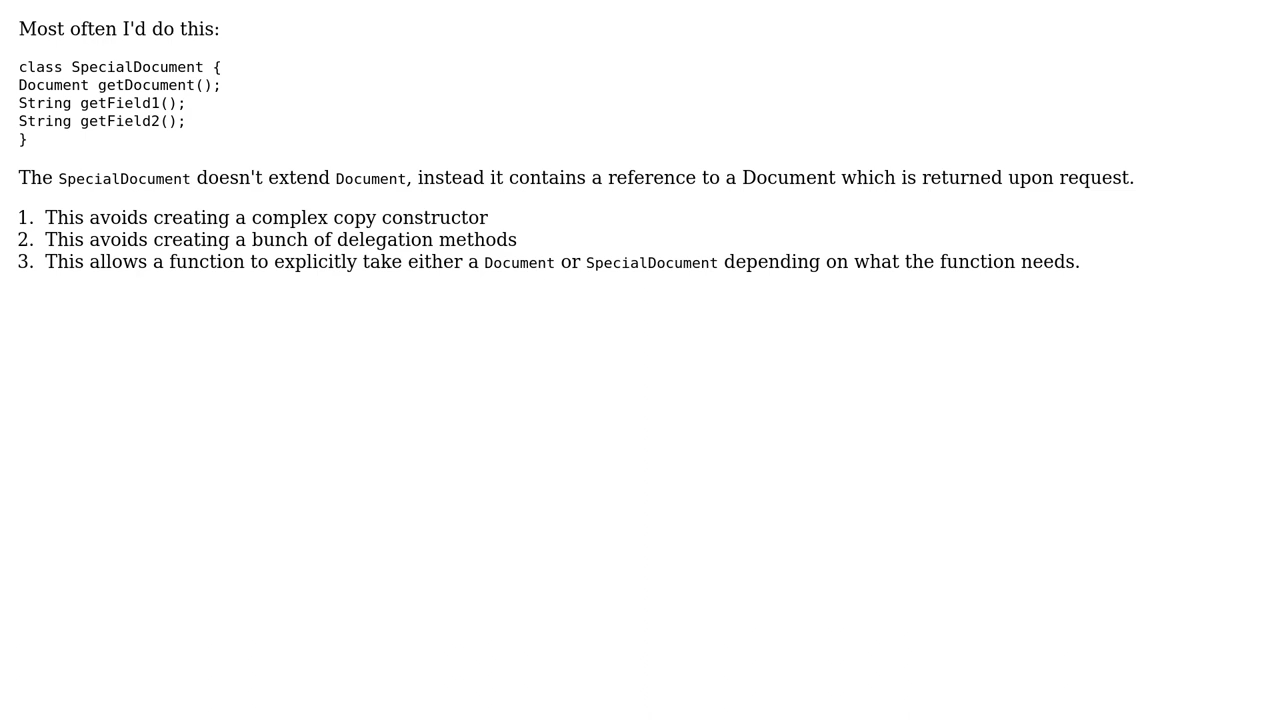 Most often I'd do this:
class SpecialDocument {
Document getDocument();
String getField1();
String getField2();
}
The SpecialDocument doesn't extend Document, instead it contains a reference to a Document which is returned upon request.
1. This avoids creating a complex copy constructor
2. This avoids creating a bunch of delegation methods
3. This allows a function to explicitly take either a Document or SpecialDocument depending on what the function needs.